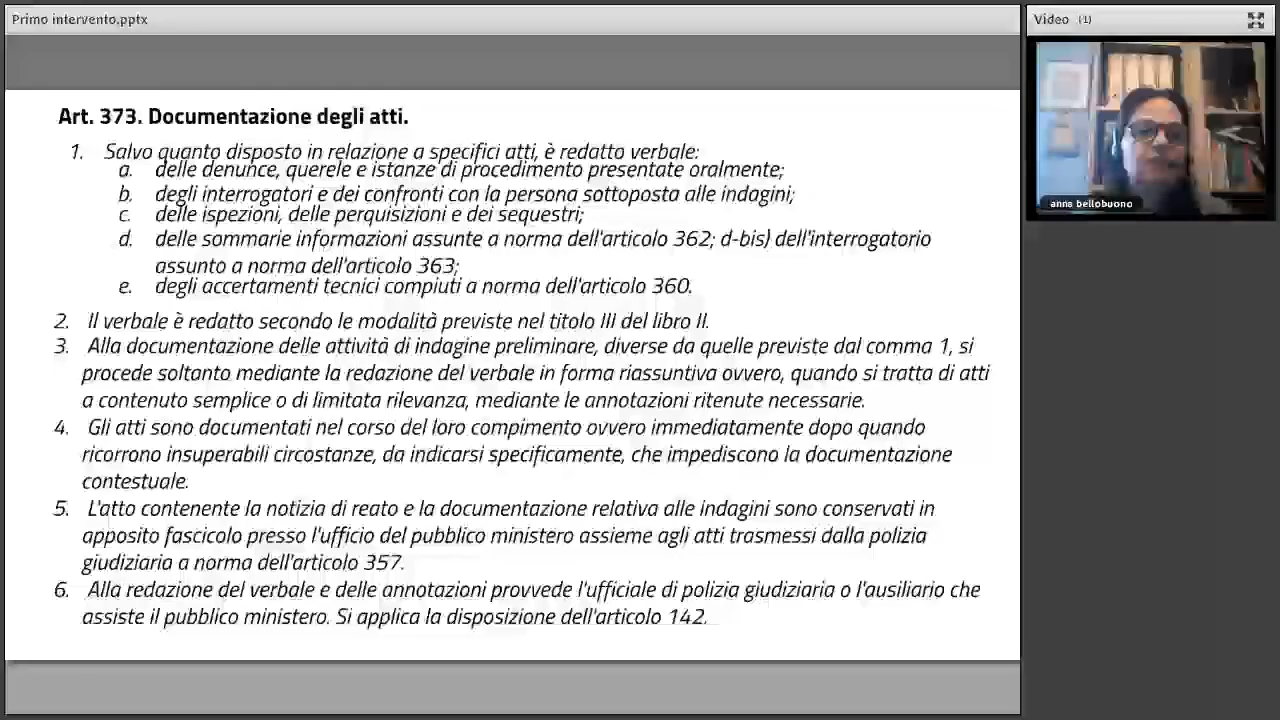 Primo intervento.pptx
Video (1)
anna bellobuono
Art. 373. Documentazione degli atti.
1. Salvo quanto disposto in relazione a specifici atti, è redatto verbale:
a. delle denunce, querele e istanze di procedimento presentate oralmente;
b. degli interrogatori e dei confronti con la persona sottoposta alle indagini;
c. delle ispezioni, delle perquisizioni e dei sequestri;
d. delle sommarie informazioni assunte a norma dell'articolo 362; d-bis) dell'interrogatorio
assunto a norma dell'articolo 363;
e. degli accertamenti tecnici compiuti a norma dell'articolo 360.
2. Il verbale è redatto secondo le modalità previste nel titolo III del libro II.
3. Alla documentazione delle attività di indagine preliminare, diverse da quelle previste dal comma 1, si
procede soltanto mediante la redazione del verbale in forma riassuntiva ovvero, quando si tratta di atti
a contenuto semplice o di limitata rilevanza, mediante le annotazioni ritenute necessarie.
4. Gli atti sono documentati nel corso del loro compimento ovvero immediatamente dopo quando
ricorrono insuperabili circostanze, da indicarsi specificamente, che impediscono la documentazione
contestuale.
5. L'atto contenente la notizia di reato e la documentazione relativa alle indagini sono conservati in
apposito fascicolo presso l'ufficio del pubblico ministero assieme agli atti trasmessi dalla polizia
giudiziaria a norma dell'articolo 357.
6. Alla redazione del verbale e delle annotazioni provvede l'ufficiale di polizia giudiziaria o l'ausiliario che
assiste il pubblico ministero. Si applica la disposizione dell'articolo 142.